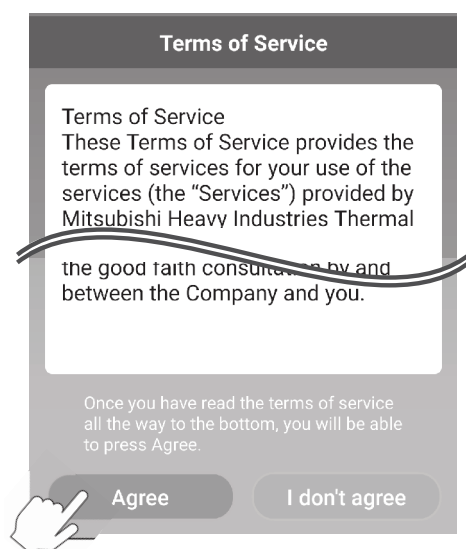 Terms of Service
Terms of Service
These Terms of Service provides the
terms of services for your use of the
services (the “Services”) provided by
Mitsubishi Heavy Industries Thermal
the good faith consultation by and
between the Company and you.
Once you have read the terms of service
all the way to the bottom, you will be able
to press Agree.
Agree
I don't agree